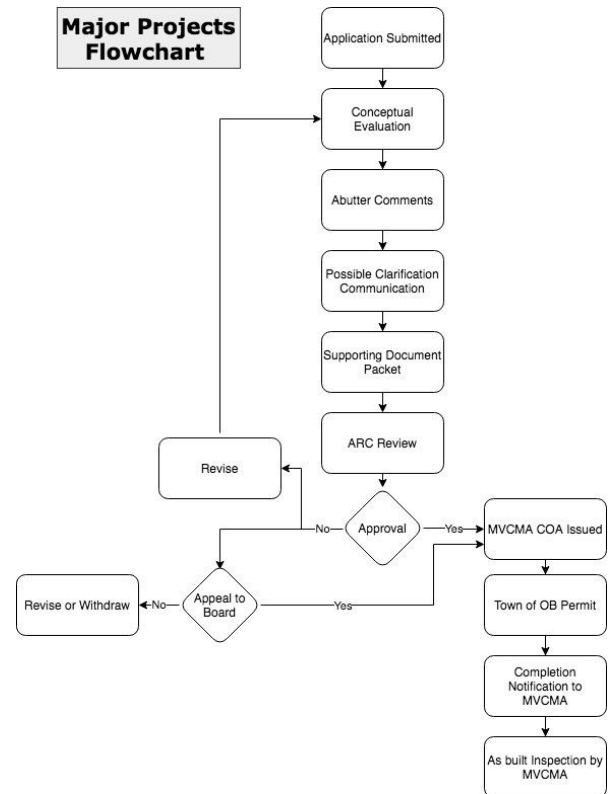 Major Projects
Flowchart
Application Submitted
Conceptual
Evaluation
Abutter Comments
Possible Clarification
Communication
Supporting Document
Packet
ARC Review
Revise
Approval
No
Yes
MVCMA COA Issued
Appeal to
Board
No
Yes
Revise or Withdraw
Town of OB Permit
Completion
Notification to
MVCMA
As built Inspection by
MVCMA